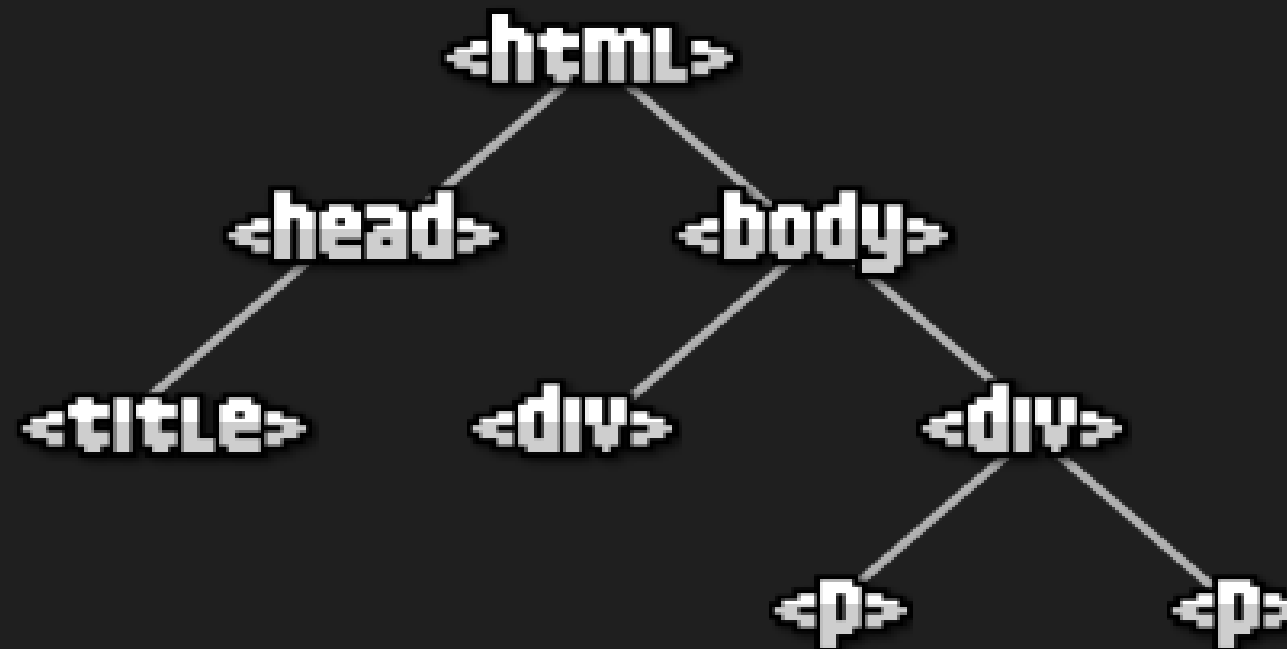 <html>
<head> <body>
<title> <div> <div>
<p> <p>